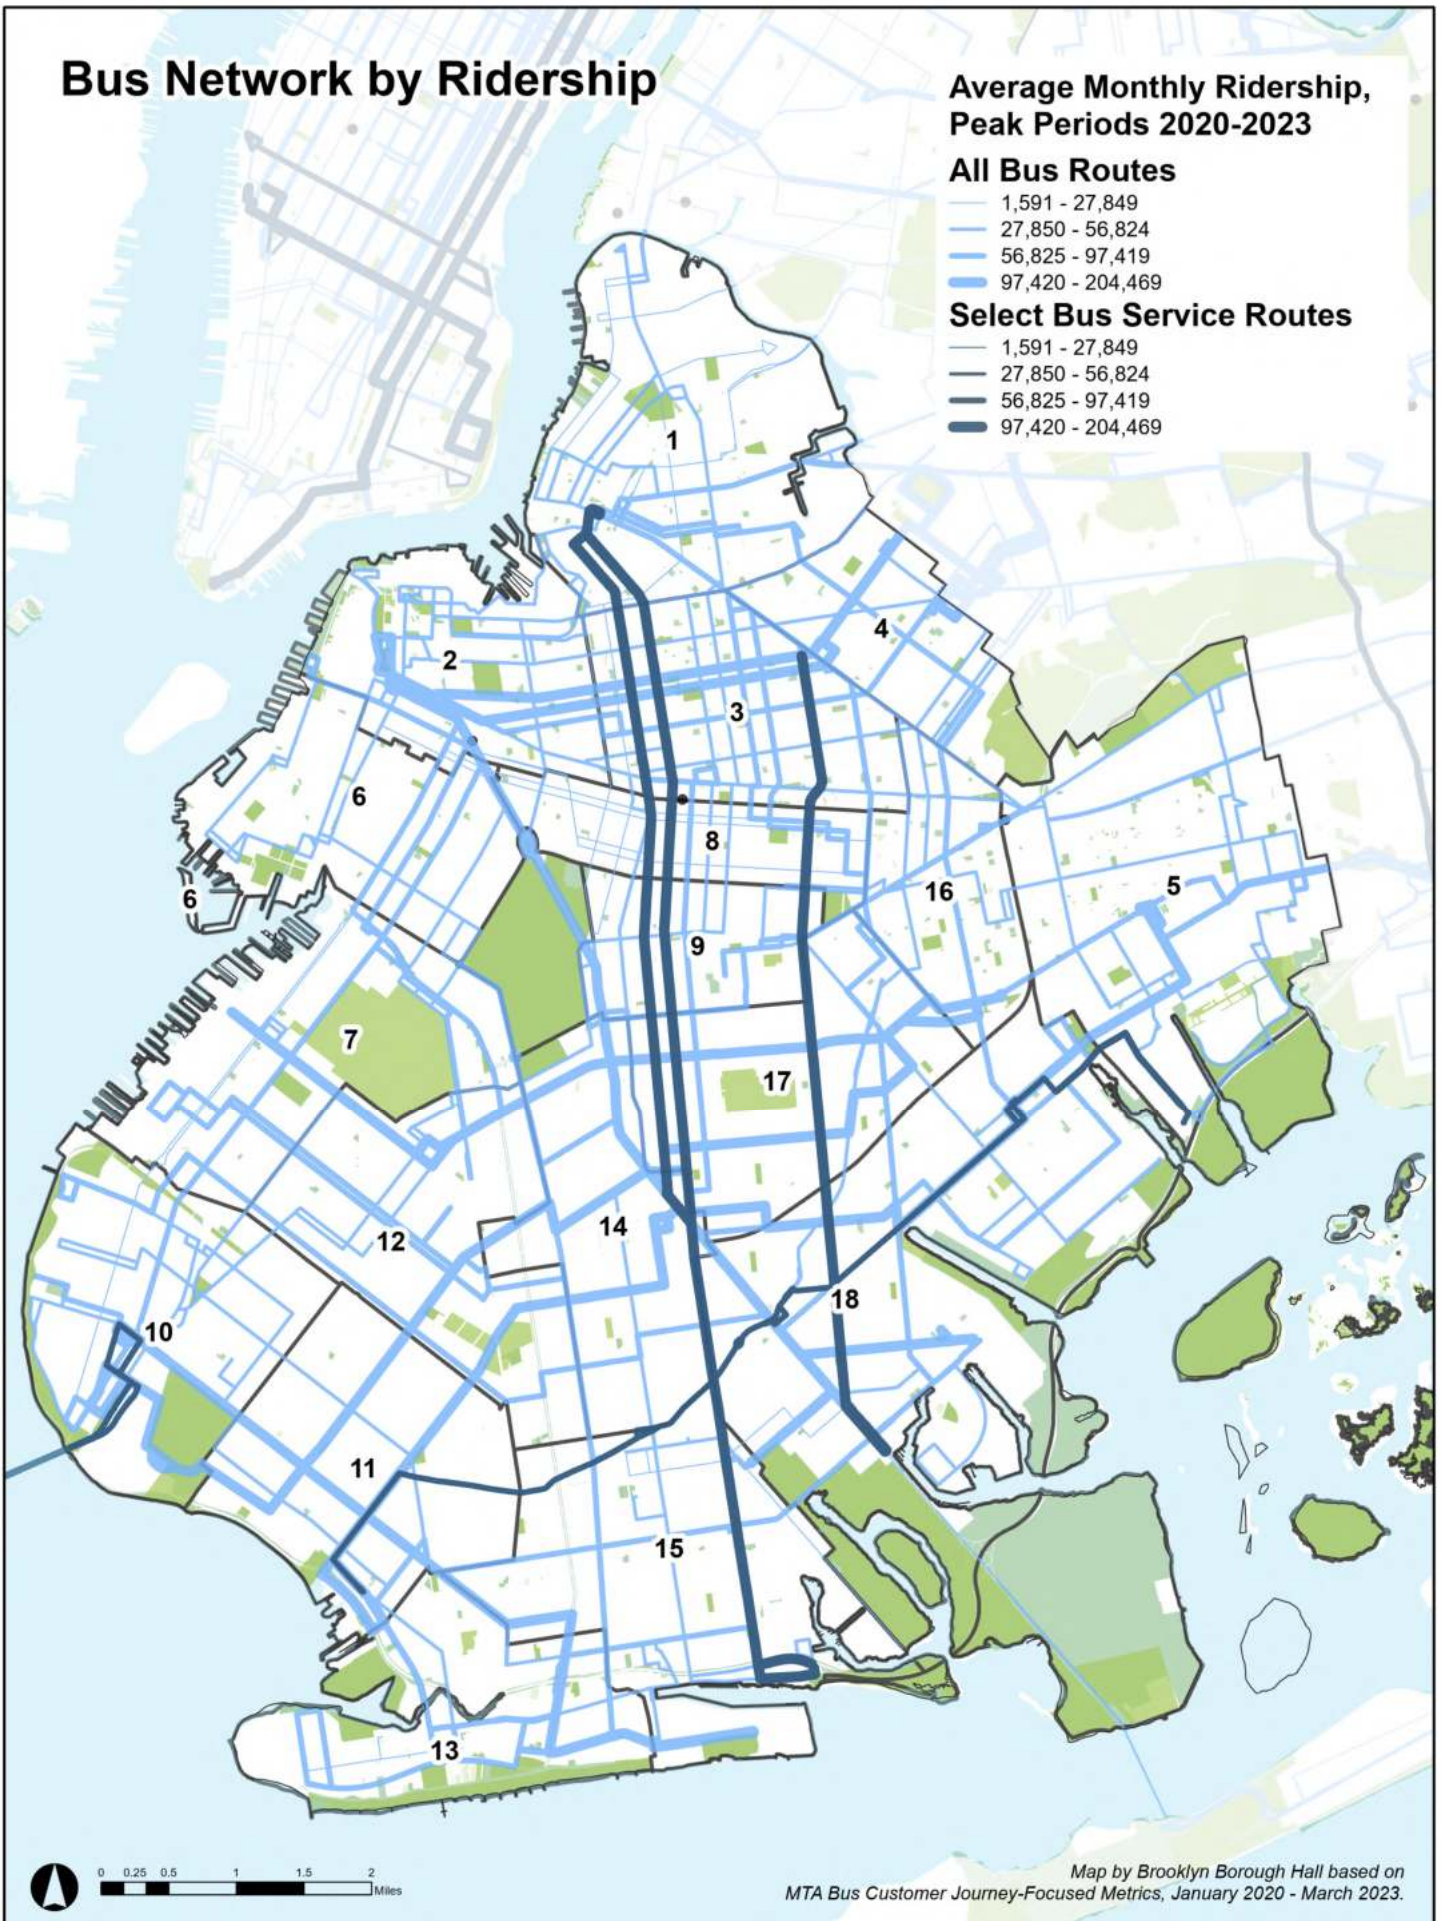 Bus Network by Ridership
Average Monthly Ridership,
Peak Periods 2020-2023
All Bus Routes
1,591 - 27,849
27,850 - 56,824
56,825 - 97,419
97,420 - 204,469
Select Bus Service Routes
1,591 - 27,849
27,850 - 56,824
56,825 - 97,419
97,420 - 204,469
1
4
2
3
6
8
5
16
6
9
7
17
14
12
18
10
11
15
13
0 0.25 0.5 1 1.5 2
Miles
Map by Brooklyn Borough Hall based on
MTA Bus Customer Journey-Focused Metrics, January 2020 - March 2023.